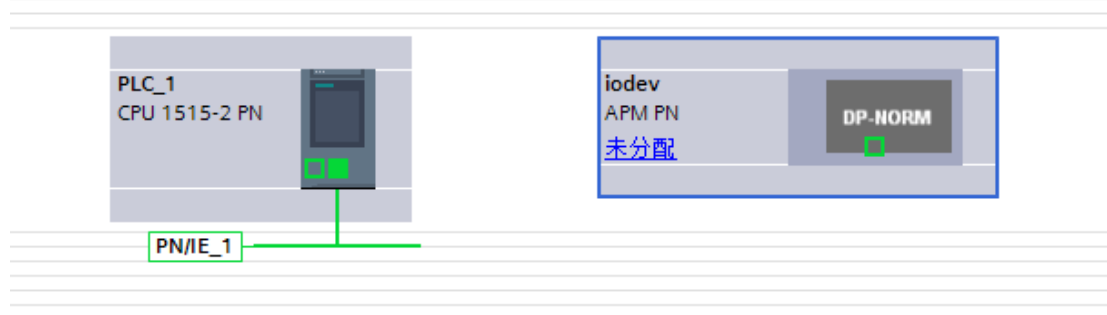 PLC_1
CPU 1515-2 PN
iodev
APM PN
未分配
DP-NORM
PN/IE_1